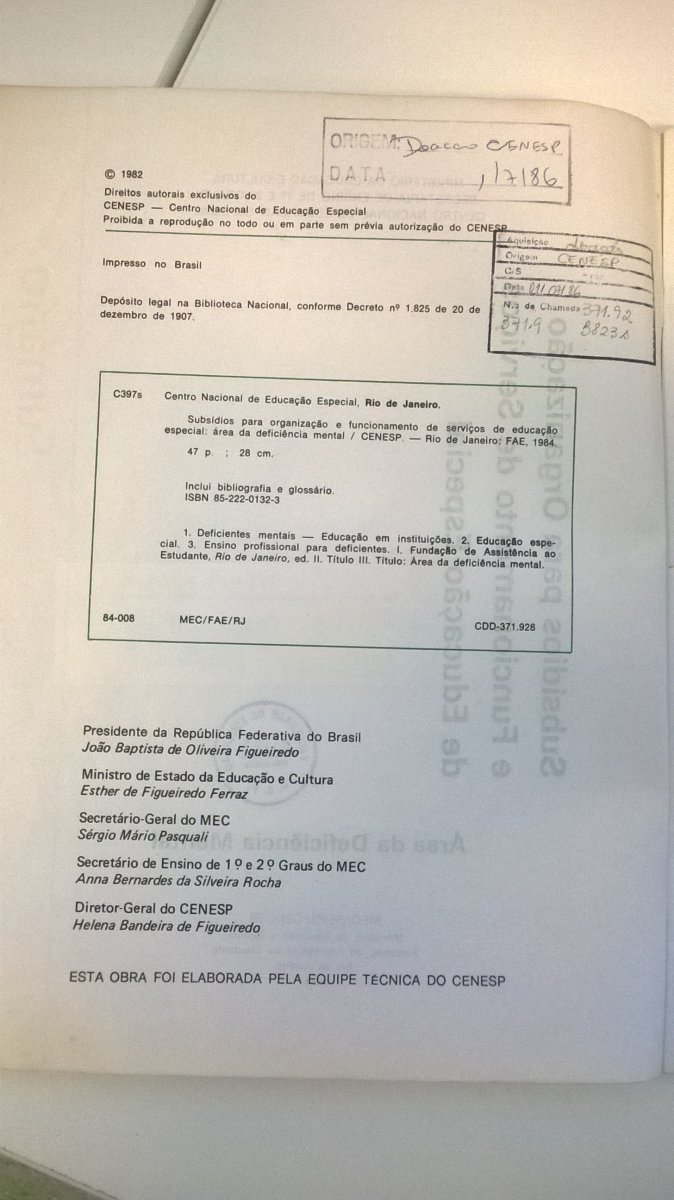 ORIGEM: Doacao CENESP
DATA , /7/86
© 1982
Direitos autorais exclusivos do
CENESP — Centro Nacional de Educação Especial
Proibida a reprodução no todo ou em parte sem prévia autorização do CENESP
Aquisição
Origem CENESP
C.S
Data 01/07/86
N.o de Chamada 371.92
371.9
Impresso no Brasil
Depósito legal na Biblioteca Nacional, conforme Decreto nº 1.825 de 20 de
dezembro de 1907.
C397s Centro Nacional de Educação Especial, Rio de Janeiro.
Subsídios para organização e funcionamento de serviços de educação
especial: área da deficiência mental / CENESP. — Rio de Janeiro: FAE, 1984.
47 p. ; 28 cm.
Inclui bibliografia e glossário.
ISBN 85-222-0132-3
1. Deficientes mentais — Educação em instituições. 2. Educação espe-
cial. 3. Ensino profissional para deficientes. I. Fundação de Assistência ao
Estudante, Rio de Janeiro, ed. II. Título III. Título: Área da deficiência mental.
84-008 MEC/FAE/RJ CDD-371.928
Presidente da República Federativa do Brasil
João Baptista de Oliveira Figueiredo
Ministro de Estado da Educação e Cultura
Esther de Figueiredo Ferraz
Secretário-Geral do MEC
Sérgio Mário Pasquali
Secretário de Ensino de 1º e 2º Graus do MEC
Anna Bernardes da Silveira Rocha
Diretor-Geral do CENESP
Helena Bandeira de Figueiredo
ESTA OBRA FOI ELABORADA PELA EQUIPE TÉCNICA DO CENESP